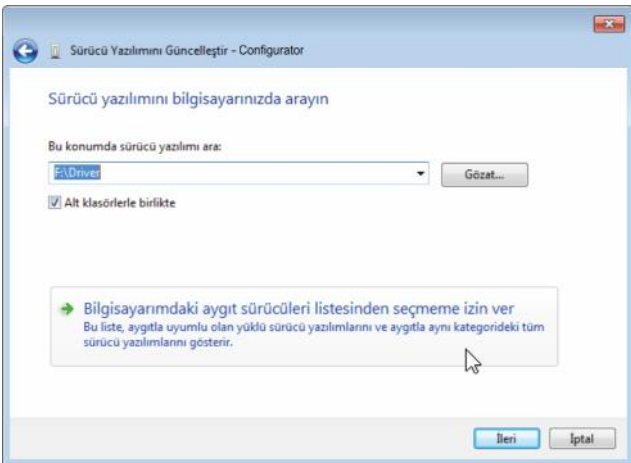 Sürücü Yazılımını Güncelleştir - Configurator
Sürücü yazılımını bilgisayarınızda arayın
Bu konumda sürücü yazılımı ara:
F:\Driver
Gözat...
Alt klasörlerle birlikte
Bilgisayarımdaki aygıt sürücüleri listesinden seçmeme izin ver
Bu liste, aygıtla uyumlu olan yüklü sürücü yazılımlarını ve aygıtla aynı kategorideki tüm
sürücü yazılımlarını gösterir.
İleri
İptal